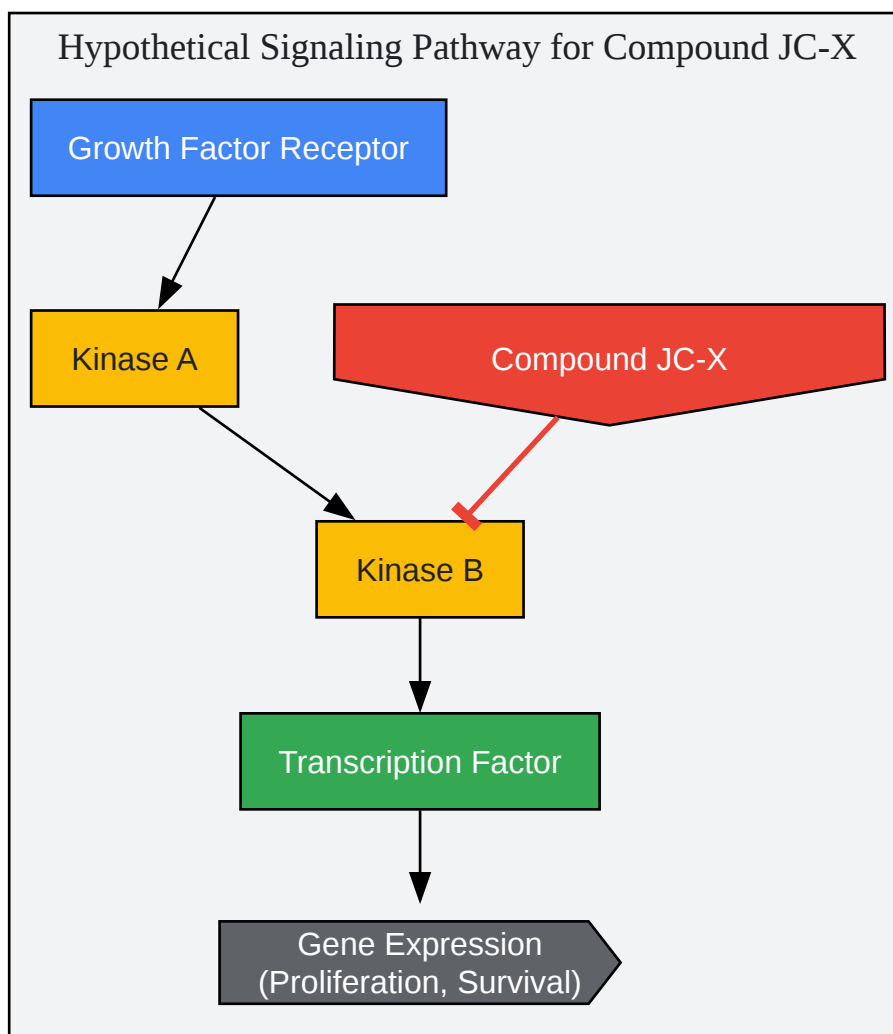 Hypothetical Signaling Pathway for Compound JC-X
Growth Factor Receptor
Kinase A
Compound JC-X
Kinase B
Transcription Factor
Gene Expression
(Proliferation, Survival)